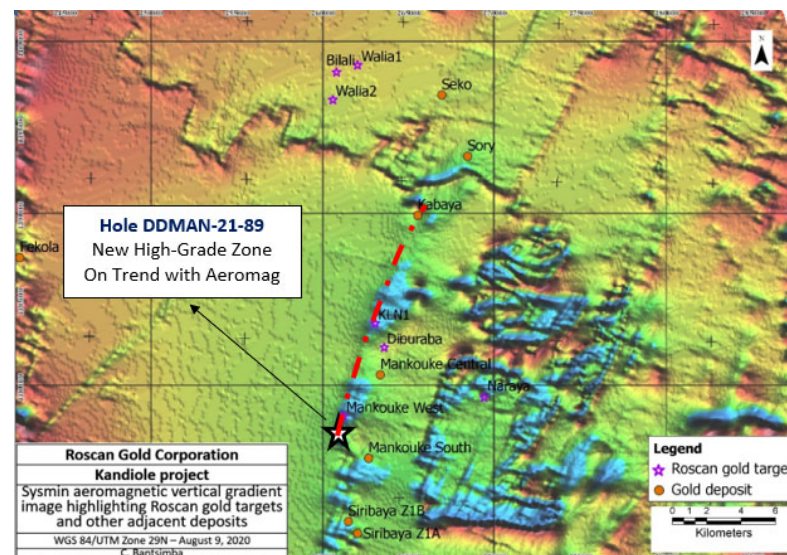 N
Bilali
Walia1
Walia2
Seko
Sory
Kabaya
Hole DDMAN-21-89
New High-Grade Zone
On Trend with Aeromag
Fekola
KLN1
Diburaba
Mankouke Central
Naraya
Mankouke West
Mankouke South
Siribaya Z1B
Siribaya Z1A
Roscan Gold Corporation
Kandiole project
Sysmin aeromagnetic vertical gradient
image highlighting Roscan gold targets
and other adjacent deposits
WGS 84/UTM Zone 29N – August 9, 2020
C. Bantsimba
Legend
Roscan gold target
Gold deposit
0 1 2 4 6
Kilometers